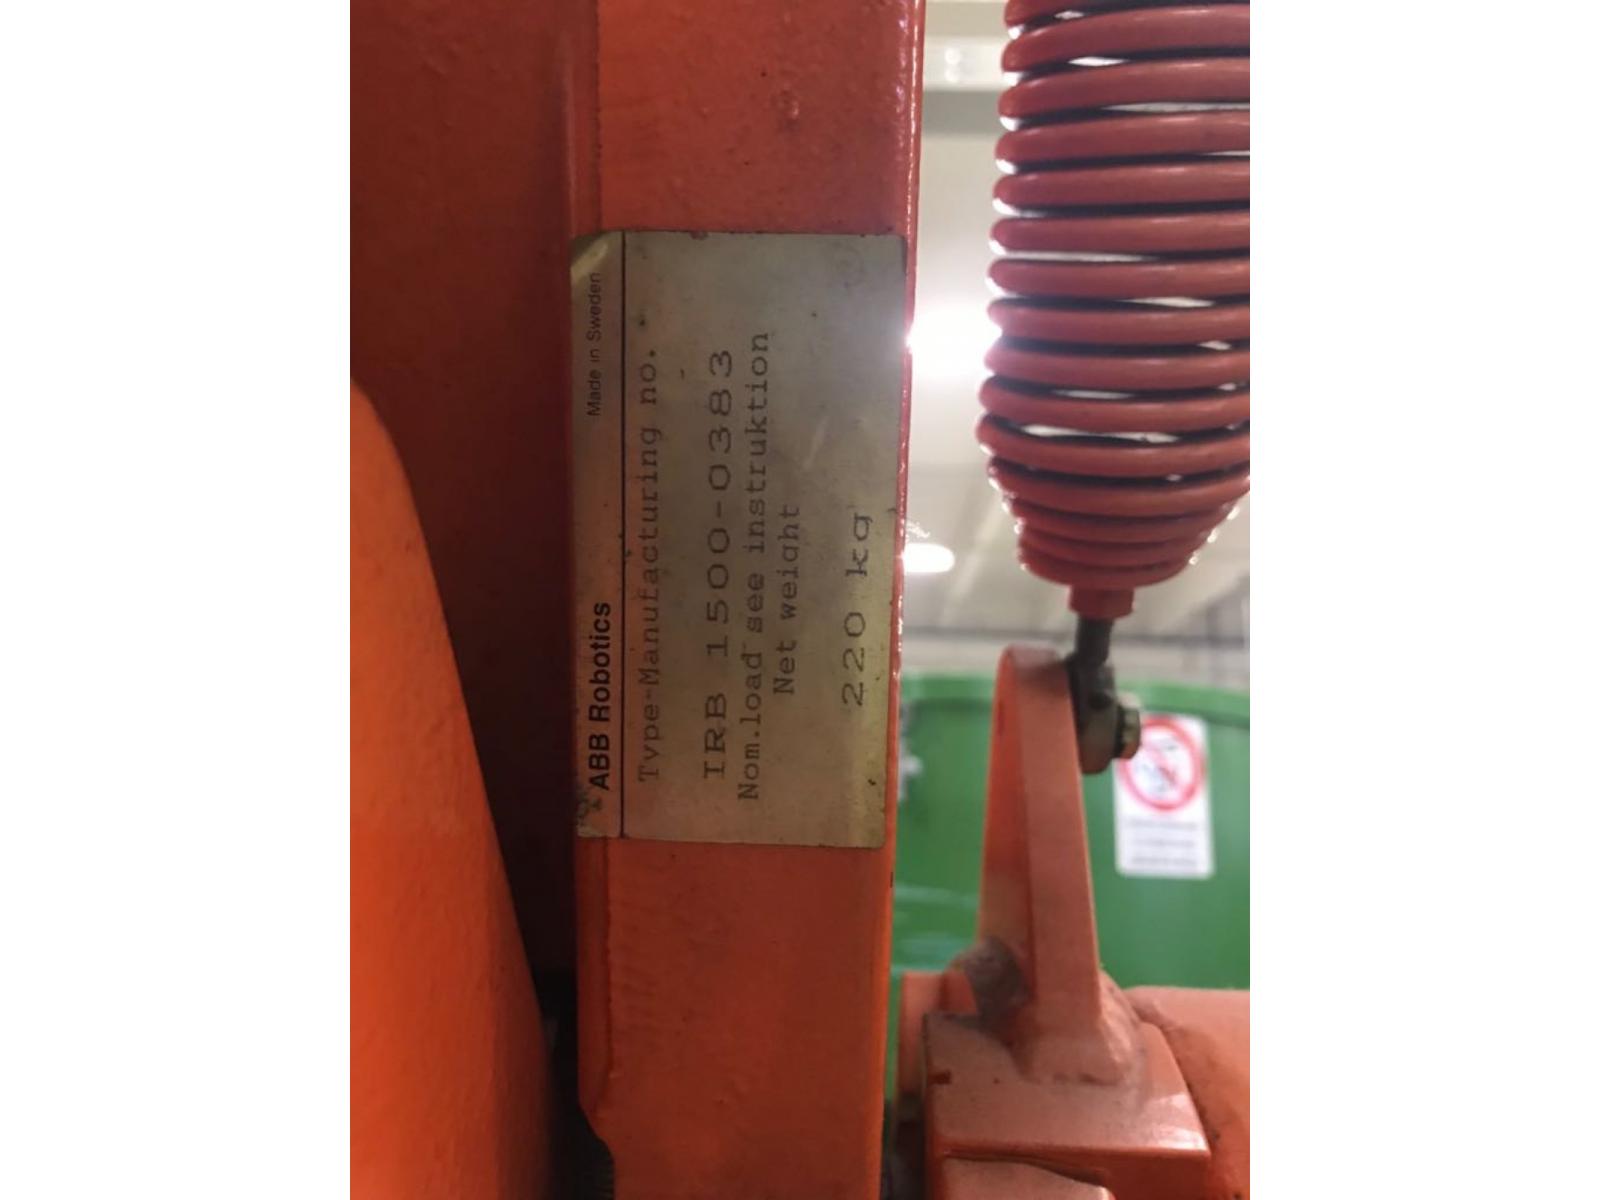 ABB Robotics Made in Sweden
Type-Manufacturing no.
IRB 1500-0383
Nom.load see instruktion
Net weight
220 kg